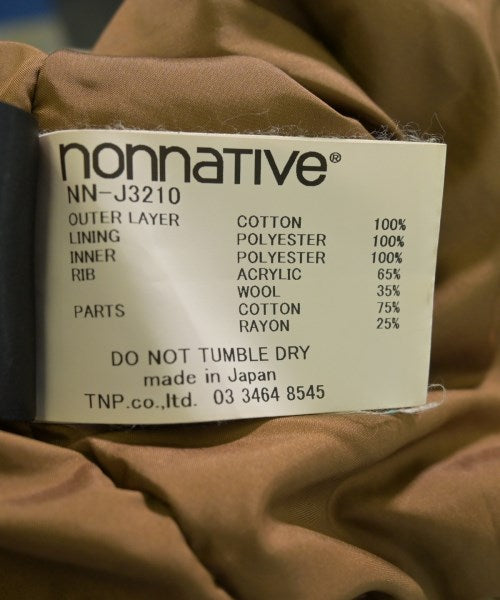 nonnaTIVE®
NN-J3210
OUTER LAYER COTTON 100%
LINING POLYESTER 100%
INNER POLYESTER 100%
RIB ACRYLIC 65%
WOOL 35%
PARTS COTTON 75%
RAYON 25%
DO NOT TUMBLE DRY
made in Japan
TNP.co.,ltd. 03 3464 8545